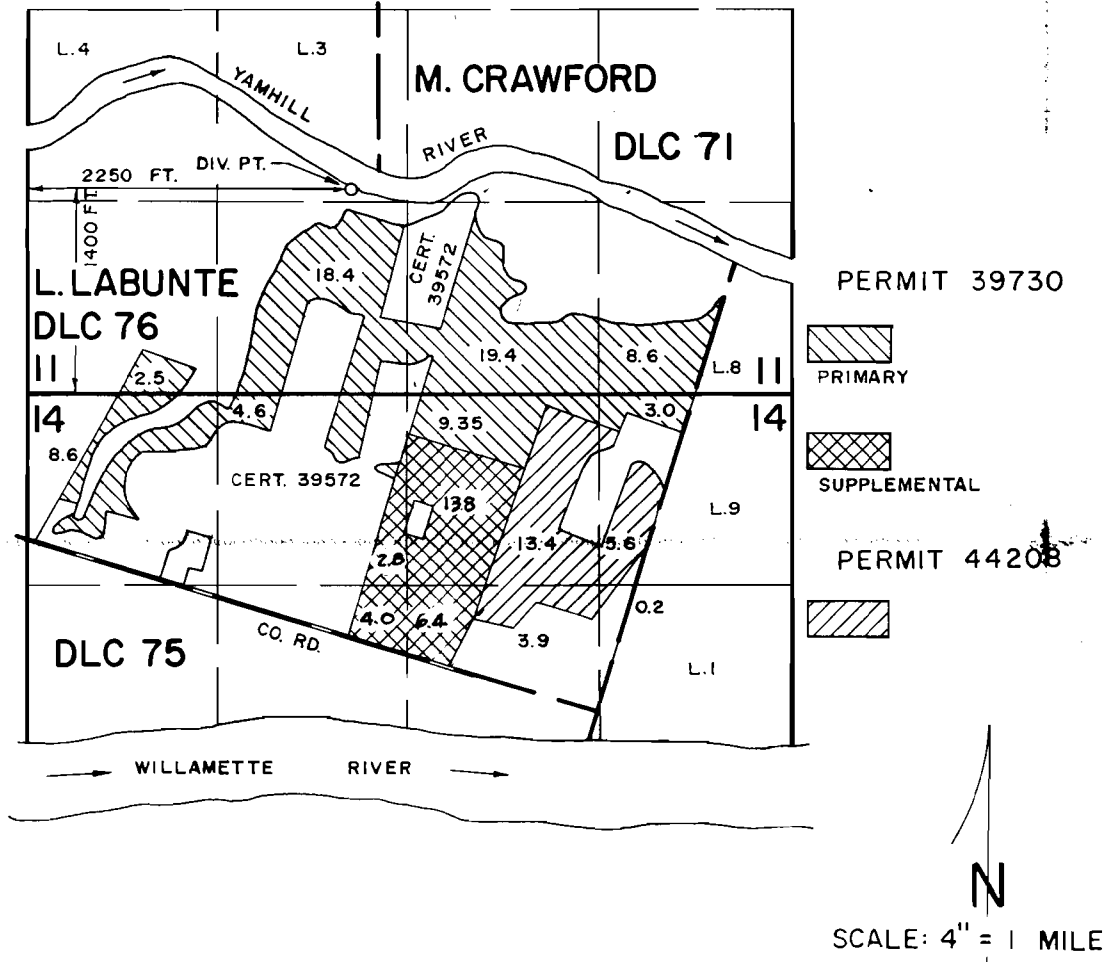 L.4
L.3
YAMHILL
M. CRAWFORD
RIVER
DLC 71
DIV. PT.
2250 FT.
1400 FT.
CERT.
39572
18.4
L. LABUNTE
DLC 76
PERMIT 39730
19.4
8.6
L.8
11
11
2.5
PRIMARY
4.6
3.0
14
14
9.35
8.6
CERT. 39572
SUPPLEMENTAL
13.8
L.9
13.4
5.6
PERMIT 44208
2.8
0.2
4.0
6.4
CO. RD.
3.9
DLC 75
L.1
WILLAMETTE RIVER
N
SCALE: 4" = 1 MILE